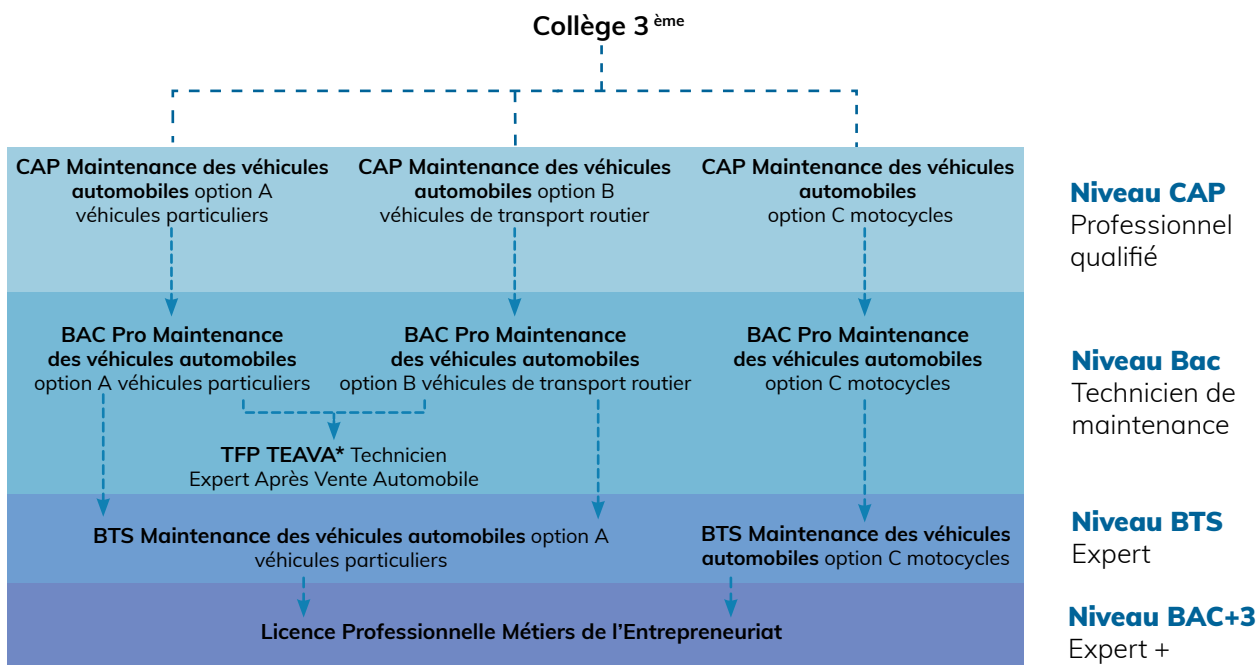 Collège 3 ème
CAP Maintenance des véhicules
automobiles option A
véhicules particuliers
CAP Maintenance des véhicules
automobiles option B
véhicules de transport routier
CAP Maintenance des véhicules
automobiles
option C motocycles
Niveau CAP
Professionnel
qualifié
BAC Pro Maintenance
des véhicules automobiles
option A véhicules particuliers
BAC Pro Maintenance
des véhicules automobiles
option B véhicules de transport routier
BAC Pro Maintenance
des véhicules automobiles
option C motocycles
Niveau Bac
Technicien de
maintenance
TFP TEAVA* Technicien
Expert Après Vente Automobile
BTS Maintenance des véhicules automobiles option A
véhicules particuliers
BTS Maintenance des véhicules
automobiles option C motocycles
Niveau BTS
Expert
Licence Professionnelle Métiers de l'Entrepreneuriat
Niveau BAC+3
Expert +